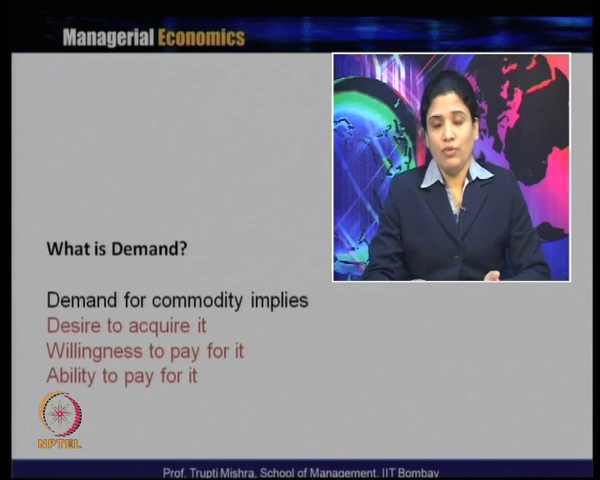 Managerial Economics
What is Demand?
Demand for commodity implies
Desire to acquire it
Willingness to pay for it
Ability to pay for it
NPTEL
Prof. Trupti Mishra, School of Management, IIT Bombay